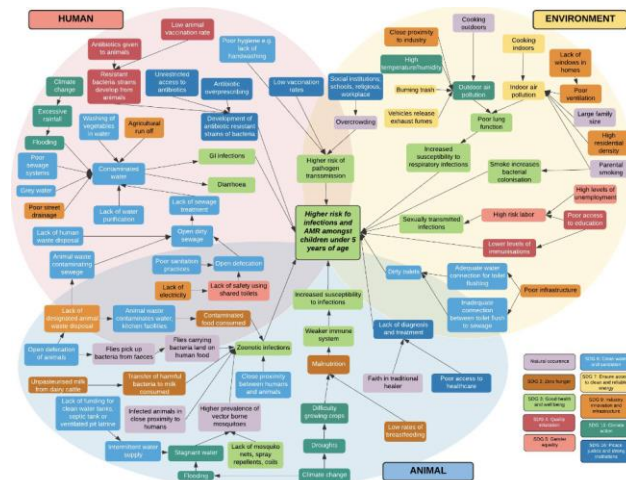 HUMAN
ENVIRONMENT
Low animal
vaccination rate
Poor hygiene e.g
lack of
handwashing
Antibiotics given
to animals
Resistant
bacteria strains
develop from
animals
Unrestricted
access to
antibiotics
Antibiotic
overprescribing
Development of
antibiotic resistant
strains of bacteria
Low vaccination
rates
Social institutions:
schools, religious,
workplace
Overcrowding
Higher risk of
pathogen
transmission
Climate
change
Excessive
rainfall
Flooding
Washing of
vegetables in
water
Agricultural
run off
Poor
sewage
systems
Grey water
Poor street
drainage
Contaminated
water
GI infections
Diarrhoea
Lack of water
purification
Lack of sewage
treatment
Open dirty
sewage
Lack of human
waste disposal
Animal waste
contaminating
sewage
Poor sanitation
practices
Open defecation
Lack of
electricity
Lack of safety using
shared toilets
Close proximity
to industry
High
temperature/humidity
Burning trash
Vehicles release
exhaust fumes
Cooking
outdoors
Cooking
indoors
Outdoor air
pollution
Indoor air
pollution
Lack of
windows in
homes
Poor
ventilation
Large family
size
High
residential
density
Parental
smoking
Poor lung
function
Increased
susceptibility to
respiratory infections
Smoke increases
bacterial
colonisation
Sexually transmitted
infections
High risk labor
High levels of
unemployment
Poor access
to education
Lower levels of
immunisations
Higher risk fo
infections and AMR amongst
children under 5
years of age
Dirty toilets
Adequate water
connection for toilet
flushing
Inadequate
connection between
toilet flush to sewage
Poor infrastructure
Lack of
designated animal
waste disposal
Animal waste
contaminates water,
kitchen facilities
Contaminated
food consumed
Open defecation of
animals
Flies pick up
bacteria from faeces
Flies carrying
bacteria land on
human food
Zoonotic infections
Unpasteurised milk
from dairy cattle
Transfer of harmful
bacteria to milk
consumed
Close proximity
between humans and
animals
Lack of funding for
clean water tanks,
septic tank or
ventilated pit latrine
Infected animals in
close proximity to
humans
Higher prevalence of
vector borne
mosquitoes
Intermittent water
supply
Stagnant water
Lack of mosquito
nets, spray
repellents, coils
Flooding
Climate change
Droughts
Difficulty
growing crops
Malnutrition
Low rates of
breastfeeding
Weaker immune
system
Increased susceptibility
to infections
Lack of diagnosis
and treatment
Faith in traditional
healer
Poor access to
healthcare
ANIMAL
Natural occurrence
SDG 2: Zero hunger
SDG 3: Good health
and wellbeing
SDG 4: Quality
education
SDG 5: Gender
equality
SDG 6: Clean water
and sanitation
SDG 7: Ensure access
to clean and reliable
energy
SDG 9: Industry,
innovation and
infrastructure
SDG 13: Climate
action
SDG 16: Peace,
justice and strong
institutions